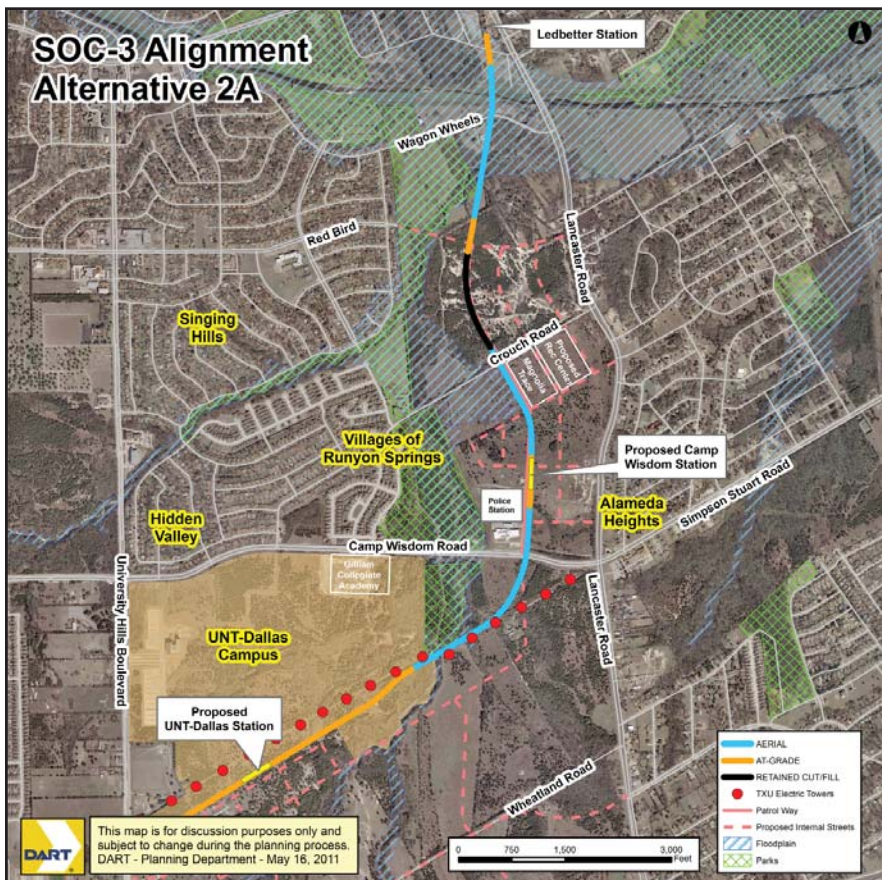 SOC-3 Alignment
Alternative 2A
Ledbetter Station
Wagon Wheels
Red Bird
Lancaster Road
Singing
Hills
Crouch Road
Magnolia
Trace
Proposed
Rec Center
Villages of
Runyon Springs
Proposed Camp
Wisdom Station
Police
Station
Alameda
Heights
Simpson Stuart Road
Hidden
Valley
Camp Wisdom Road
Gilliam
Collegiate
Academy
University Hills Boulevard
Lancaster Road
UNT-Dallas
Campus
Proposed
UNT-Dallas Station
Wheatland Road
AERIAL
AT-GRADE
RETAINED CUT/FILL
TXU Electric Towers
Patrol Way
Proposed Internal Streets
Floodplain
Parks
DART
This map is for discussion purposes only and
subject to change during the planning process.
DART - Planning Department - May 16, 2011
0 750 1,500 3,000
Feet